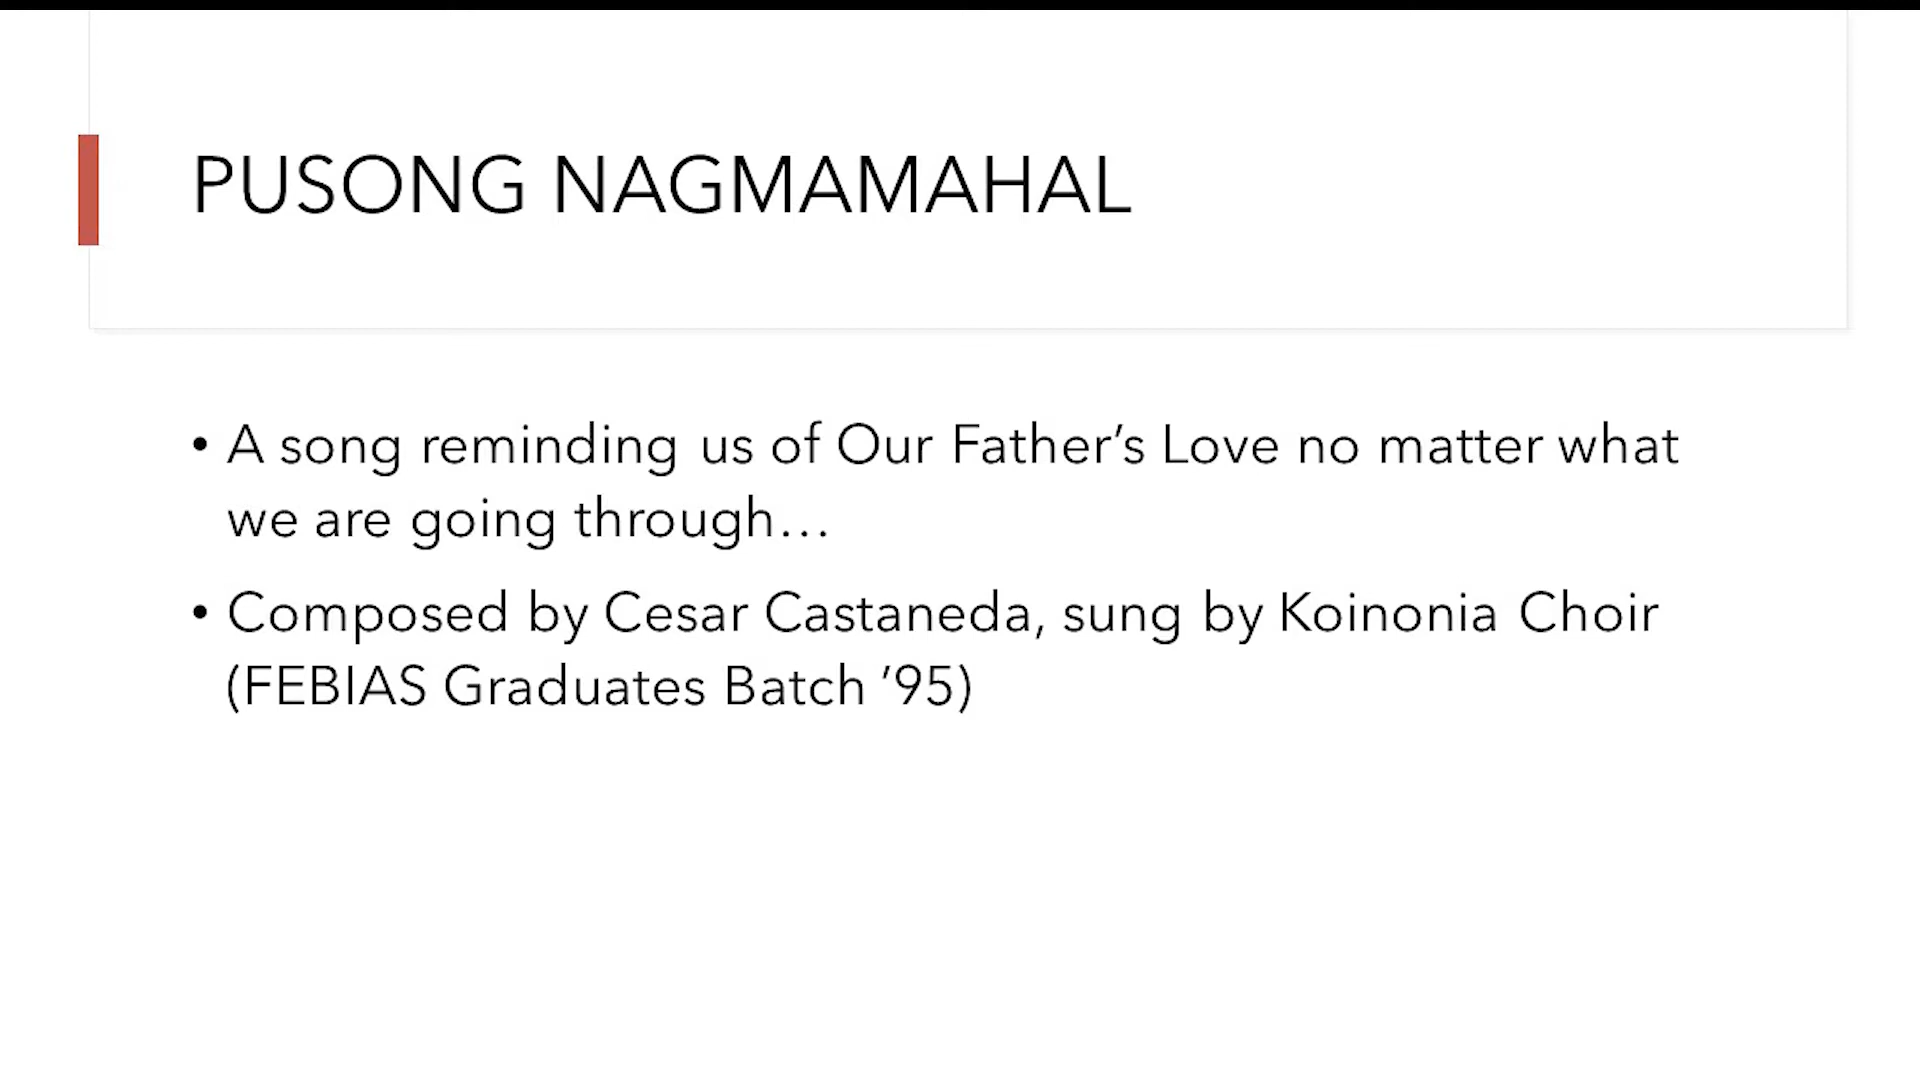 PUSONG NAGMAMAHAL
• A song reminding us of Our Father’s Love no matter what
we are going through…
• Composed by Cesar Castaneda, sung by Koinonia Choir
(FEBIAS Graduates Batch ’95)